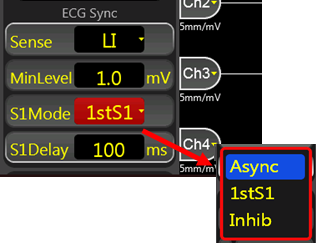 ECG Sync
Sense LI
MinLevel 1.0 mV
S1Mode 1stS1
S1Delay 100 ms
Ch2
5mm/mV
Ch3
5mm/mV
Ch4
5mm/mV
Async
1stS1
Inhib